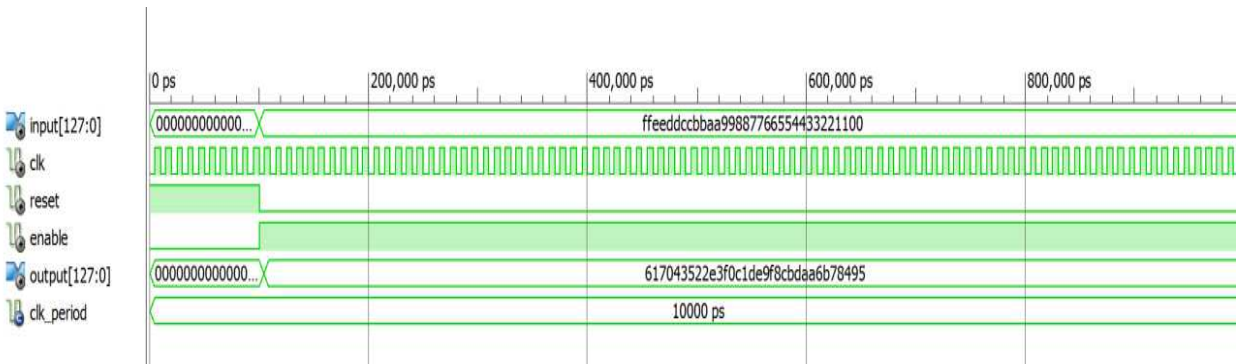 0 ps 200,000 ps 400,000 ps 600,000 ps 800,000 ps
input[127:0] 000000000000... ffeeddccbbaa99887766554433221100
clk
reset
enable
output[127:0] 0000000000000... 617043522e3f0c1de9f8cbdaa6b78495
clk_period 10000 ps